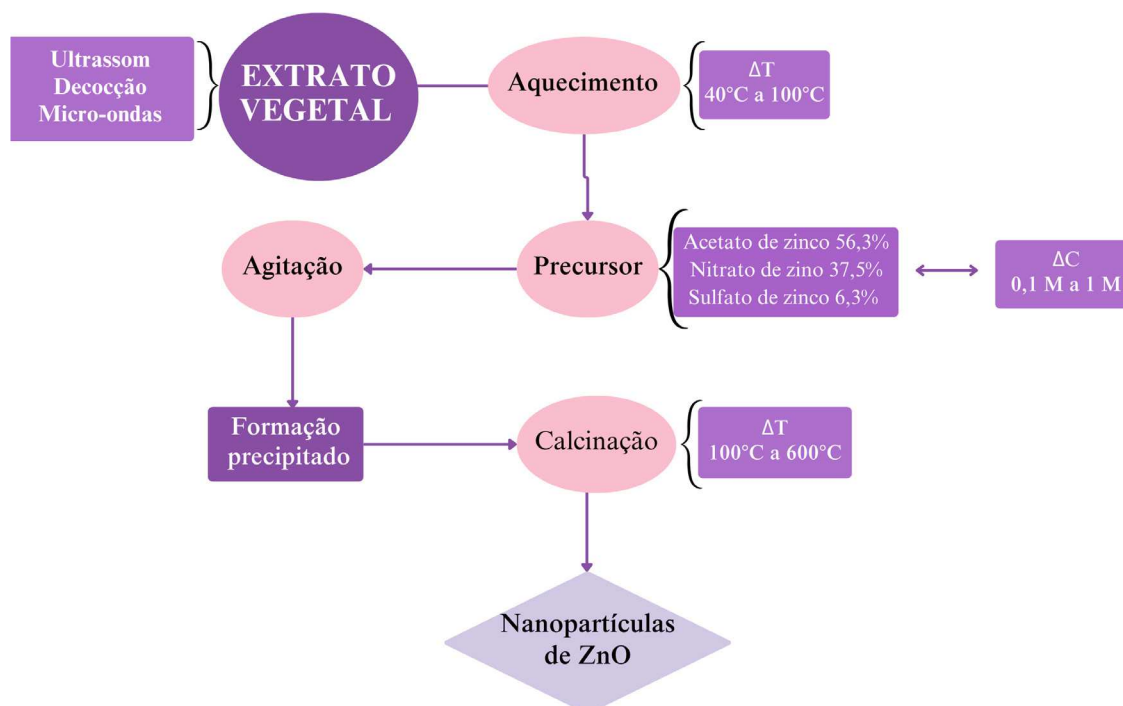 Ultrassom
Decocção
Micro-ondas
EXTRATO
VEGETAL
Aquecimento
ΔT
40°C a 100°C
Agitação
Precursor
Acetato de zinco 56,3%
Nitrato de zino 37,5%
Sulfato de zinco 6,3%
ΔC
0,1 M a 1 M
Formação
precipitado
Calcinação
ΔT
100°C a 600°C
Nanopartículas
de ZnO